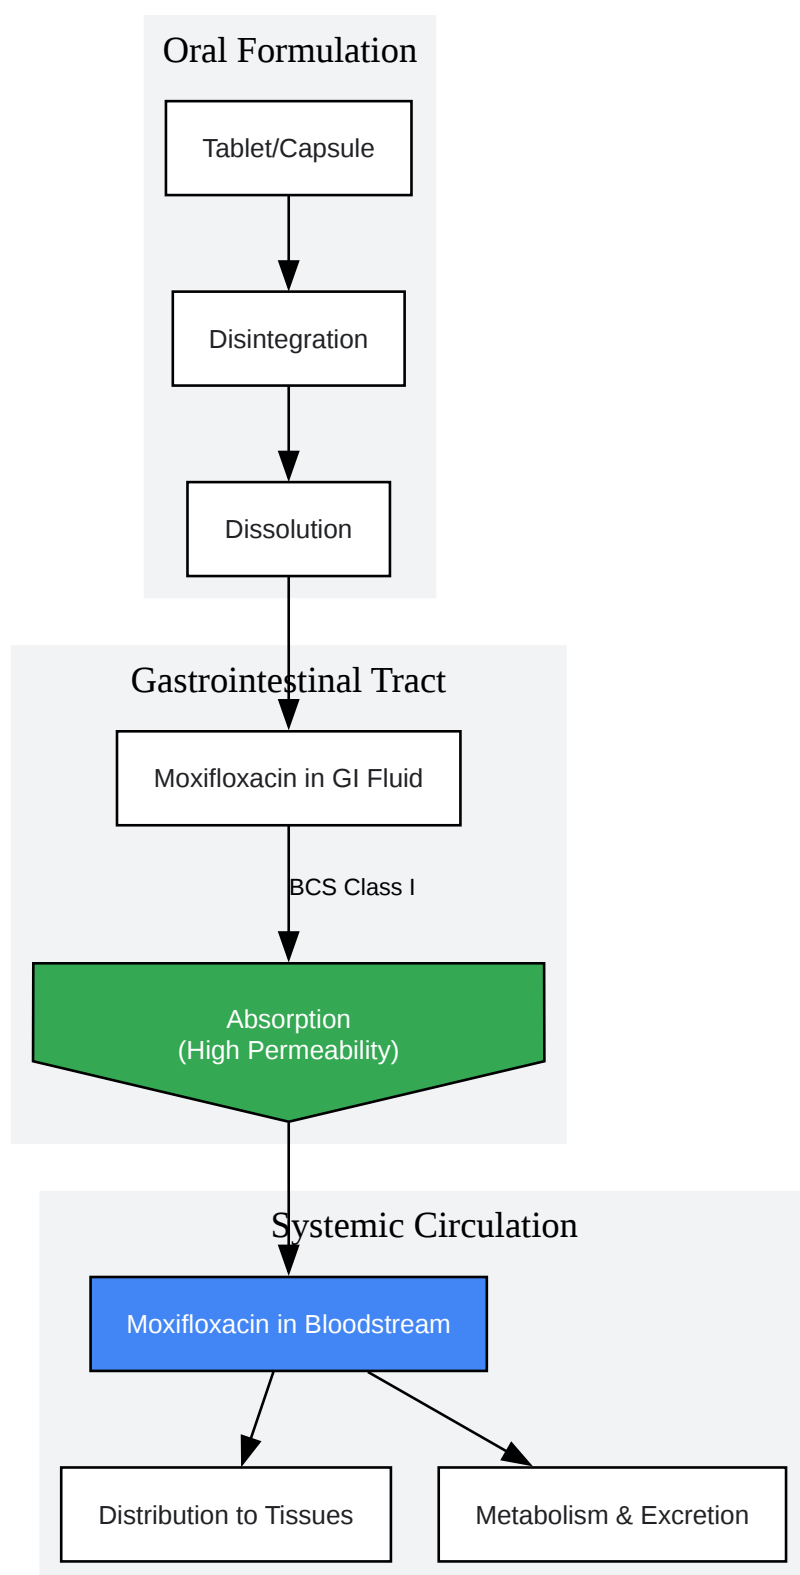 Oral Formulation
Tablet/Capsule
Disintegration
Dissolution
Gastrointestinal Tract
Moxifloxacin in GI Fluid
BCS Class I
Absorption
(High Permeability)
Systemic Circulation
Moxifloxacin in Bloodstream
Distribution to Tissues
Metabolism & Excretion